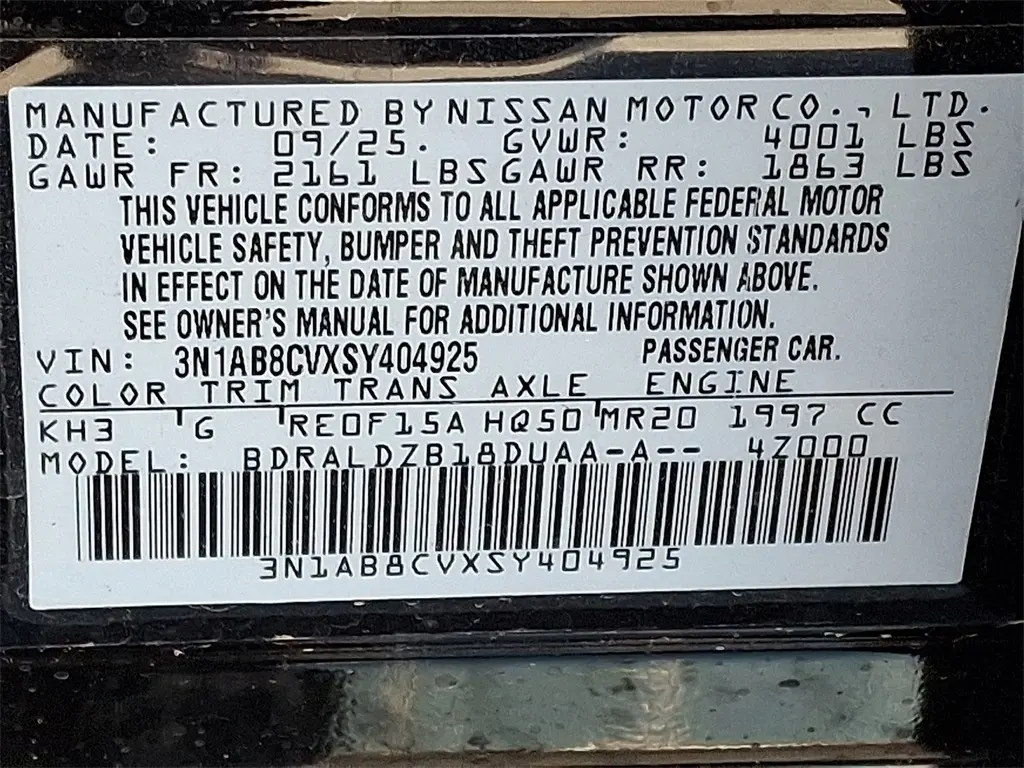 MANUFACTURED BY NISSAN MOTOR CO., LTD.
DATE: 09/25. GVWR: 4001 LBS
GAWR FR: 2161 LBS GAWR RR: 1863 LBS
THIS VEHICLE CONFORMS TO ALL APPLICABLE FEDERAL MOTOR
VEHICLE SAFETY, BUMPER AND THEFT PREVENTION STANDARDS
IN EFFECT ON THE DATE OF MANUFACTURE SHOWN ABOVE.
SEE OWNER'S MANUAL FOR ADDITIONAL INFORMATION.
VIN: 3N1AB8CVXSY404925 PASSENGER CAR.
COLOR TRIM TRANS AXLE ENGINE
KH3 G RE0F15A HQ50 MR20 1997 CC
MODEL: BDRALDZB18DUAA-A-- 4Z000
3N1AB8CVXSY404925